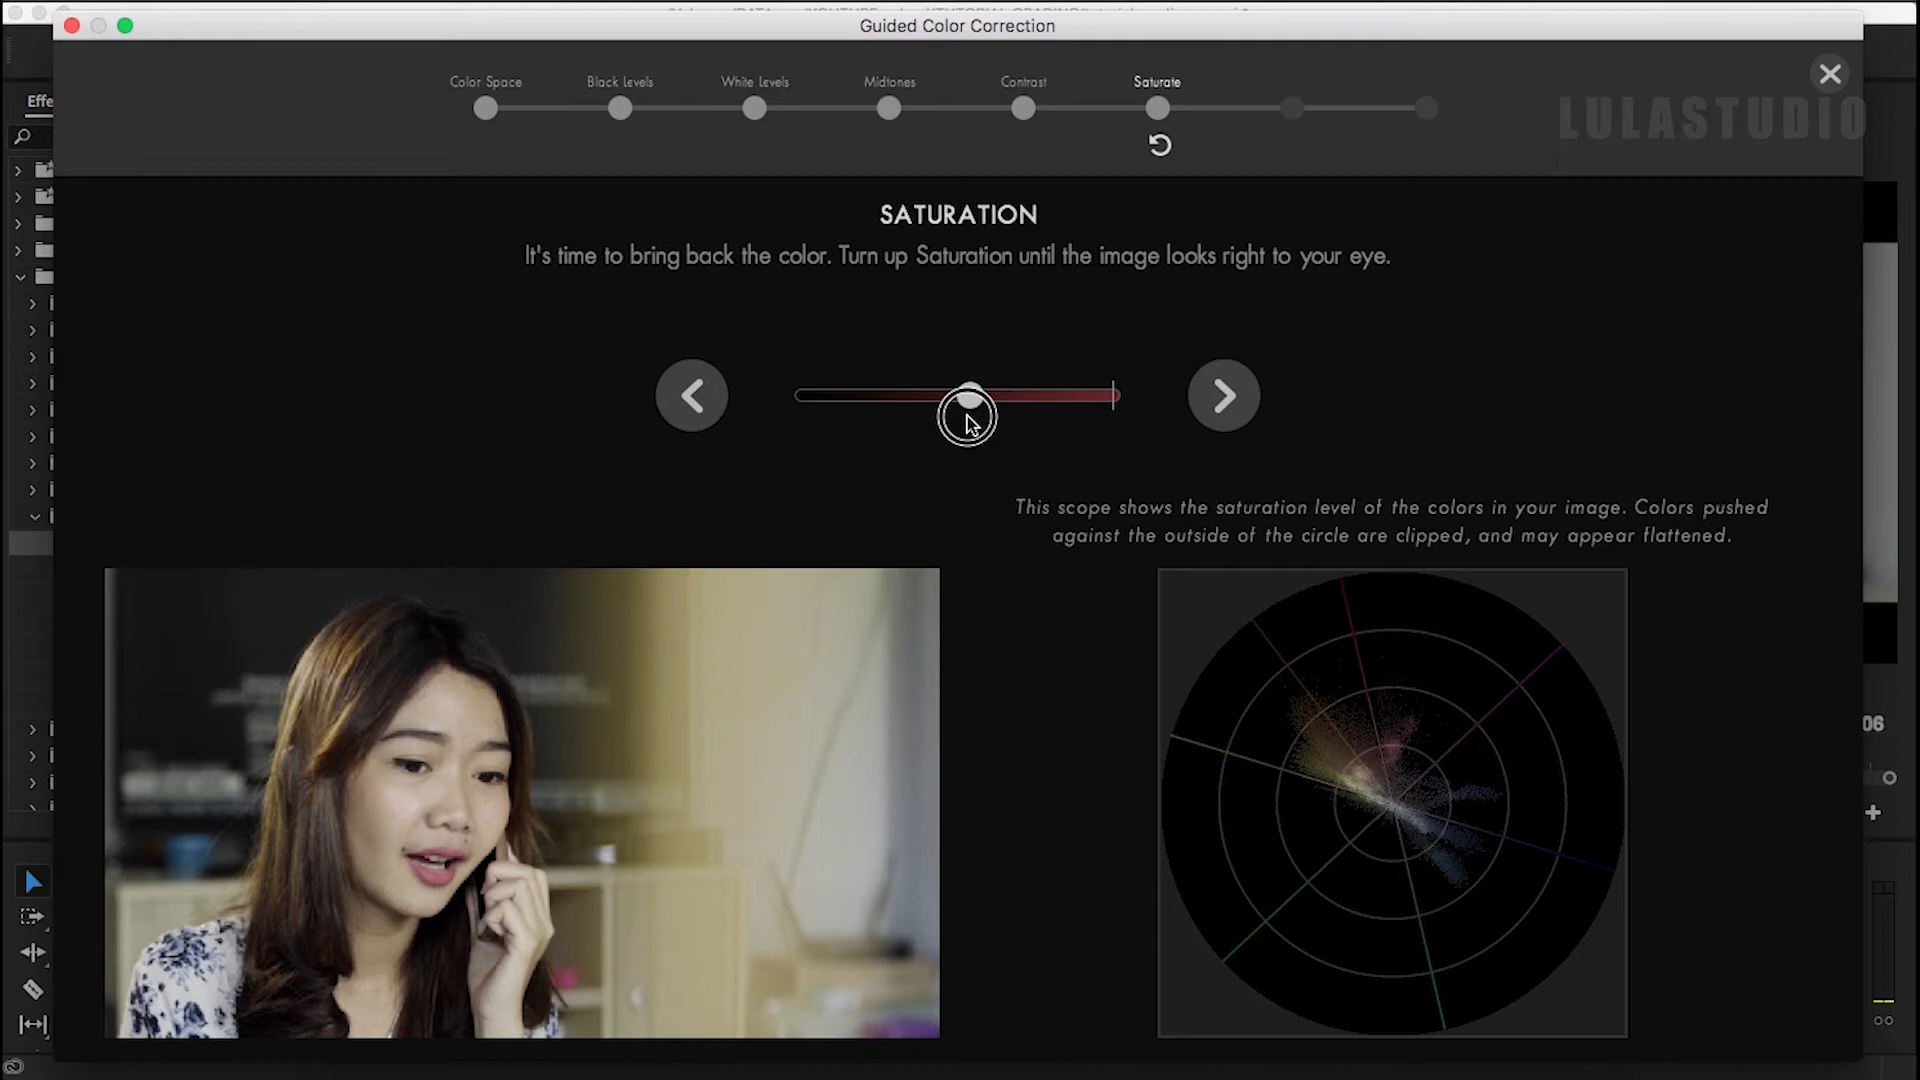 Guided Color Correction
Color Space
Black Levels
White Levels
Midtones
Contrast
Saturate
Effe
LULASTUDIO
SATURATION
It's time to bring back the color. Turn up Saturation until the image looks right to your eye.
This scope shows the saturation level of the colors in your image. Colors pushed
against the outside of the circle are clipped, and may appear flattened.
06